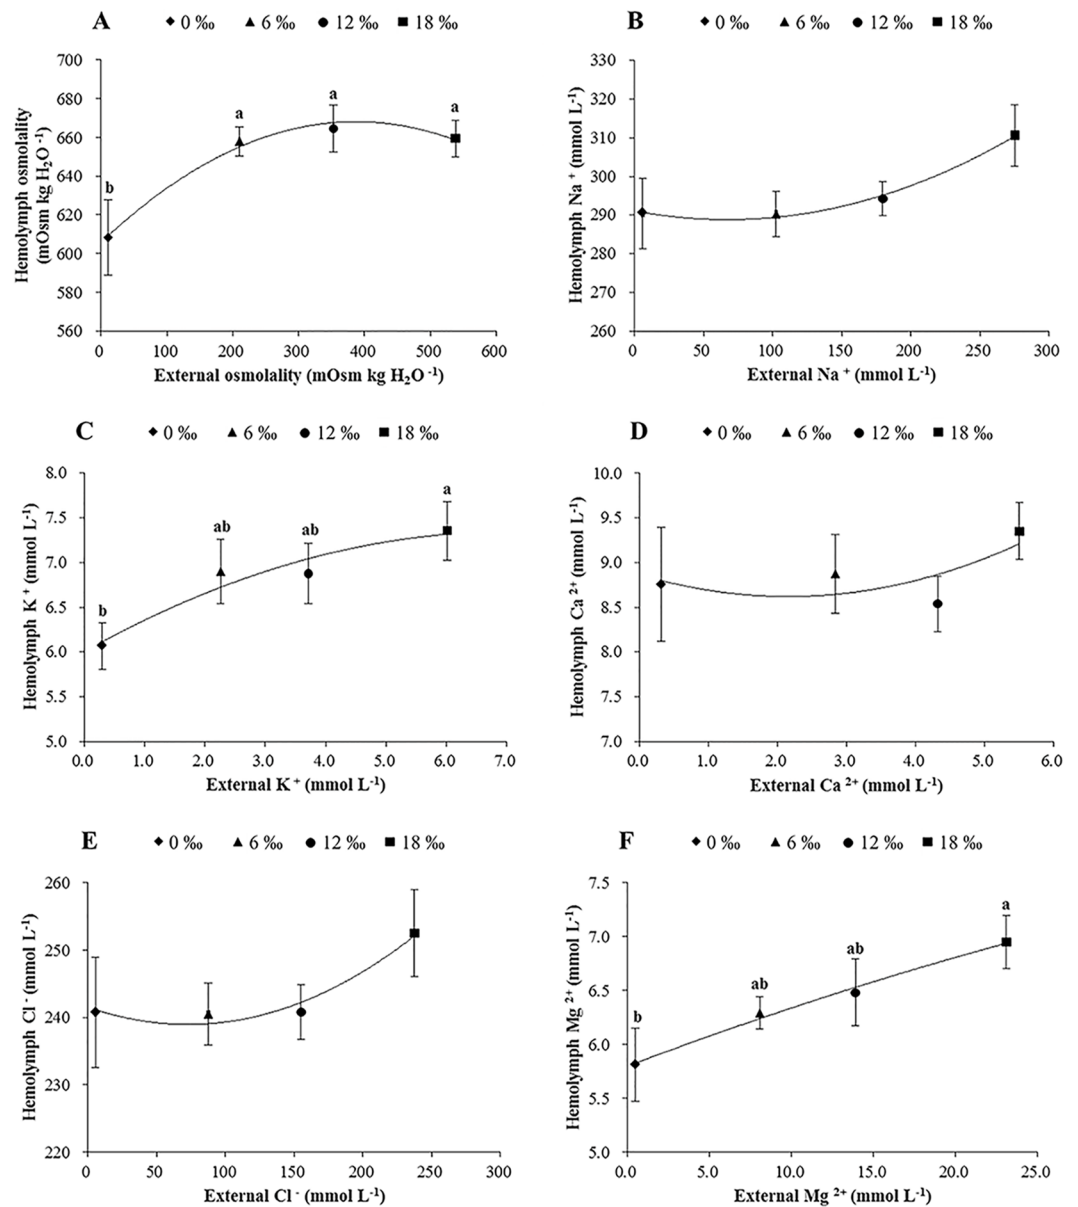 A
◆ 0 ‰ ▲ 6 ‰ ● 12 ‰ ■ 18 ‰
700
680
660
640
620
600
580
560
Hemolymph osmolality
(mOsm kg H₂O⁻¹)
b
a
a
a
0 100 200 300 400 500 600
External osmolality (mOsm kg H₂O⁻¹)
B
◆ 0 ‰ ▲ 6 ‰ ● 12 ‰ ■ 18 ‰
330
320
310
300
290
280
270
260
Hemolymph Na⁺ (mmol L⁻¹)
0 50 100 150 200 250 300
External Na⁺ (mmol L⁻¹)
C
◆ 0 ‰ ▲ 6 ‰ ● 12 ‰ ■ 18 ‰
8.0
7.5
7.0
6.5
6.0
5.5
5.0
Hemolymph K⁺ (mmol L⁻¹)
b
ab
ab
a
0.0 1.0 2.0 3.0 4.0 5.0 6.0 7.0
External K⁺ (mmol L⁻¹)
D
◆ 0 ‰ ▲ 6 ‰ ● 12 ‰ ■ 18 ‰
10.0
9.5
9.0
8.5
8.0
7.5
7.0
Hemolymph Ca²⁺ (mmol L⁻¹)
0.0 1.0 2.0 3.0 4.0 5.0 6.0
External Ca²⁺ (mmol L⁻¹)
E
◆ 0 ‰ ▲ 6 ‰ ● 12 ‰ ■ 18 ‰
260
250
240
230
220
Hemolymph Cl⁻ (mmol L⁻¹)
0 50 100 150 200 250 300
External Cl⁻ (mmol L⁻¹)
F
◆ 0 ‰ ▲ 6 ‰ ● 12 ‰ ■ 18 ‰
7.5
7.0
6.5
6.0
5.5
5.0
Hemolymph Mg²⁺ (mmol L⁻¹)
b
ab
ab
a
0.0 5.0 10.0 15.0 20.0 25.0
External Mg²⁺ (mmol L⁻¹)